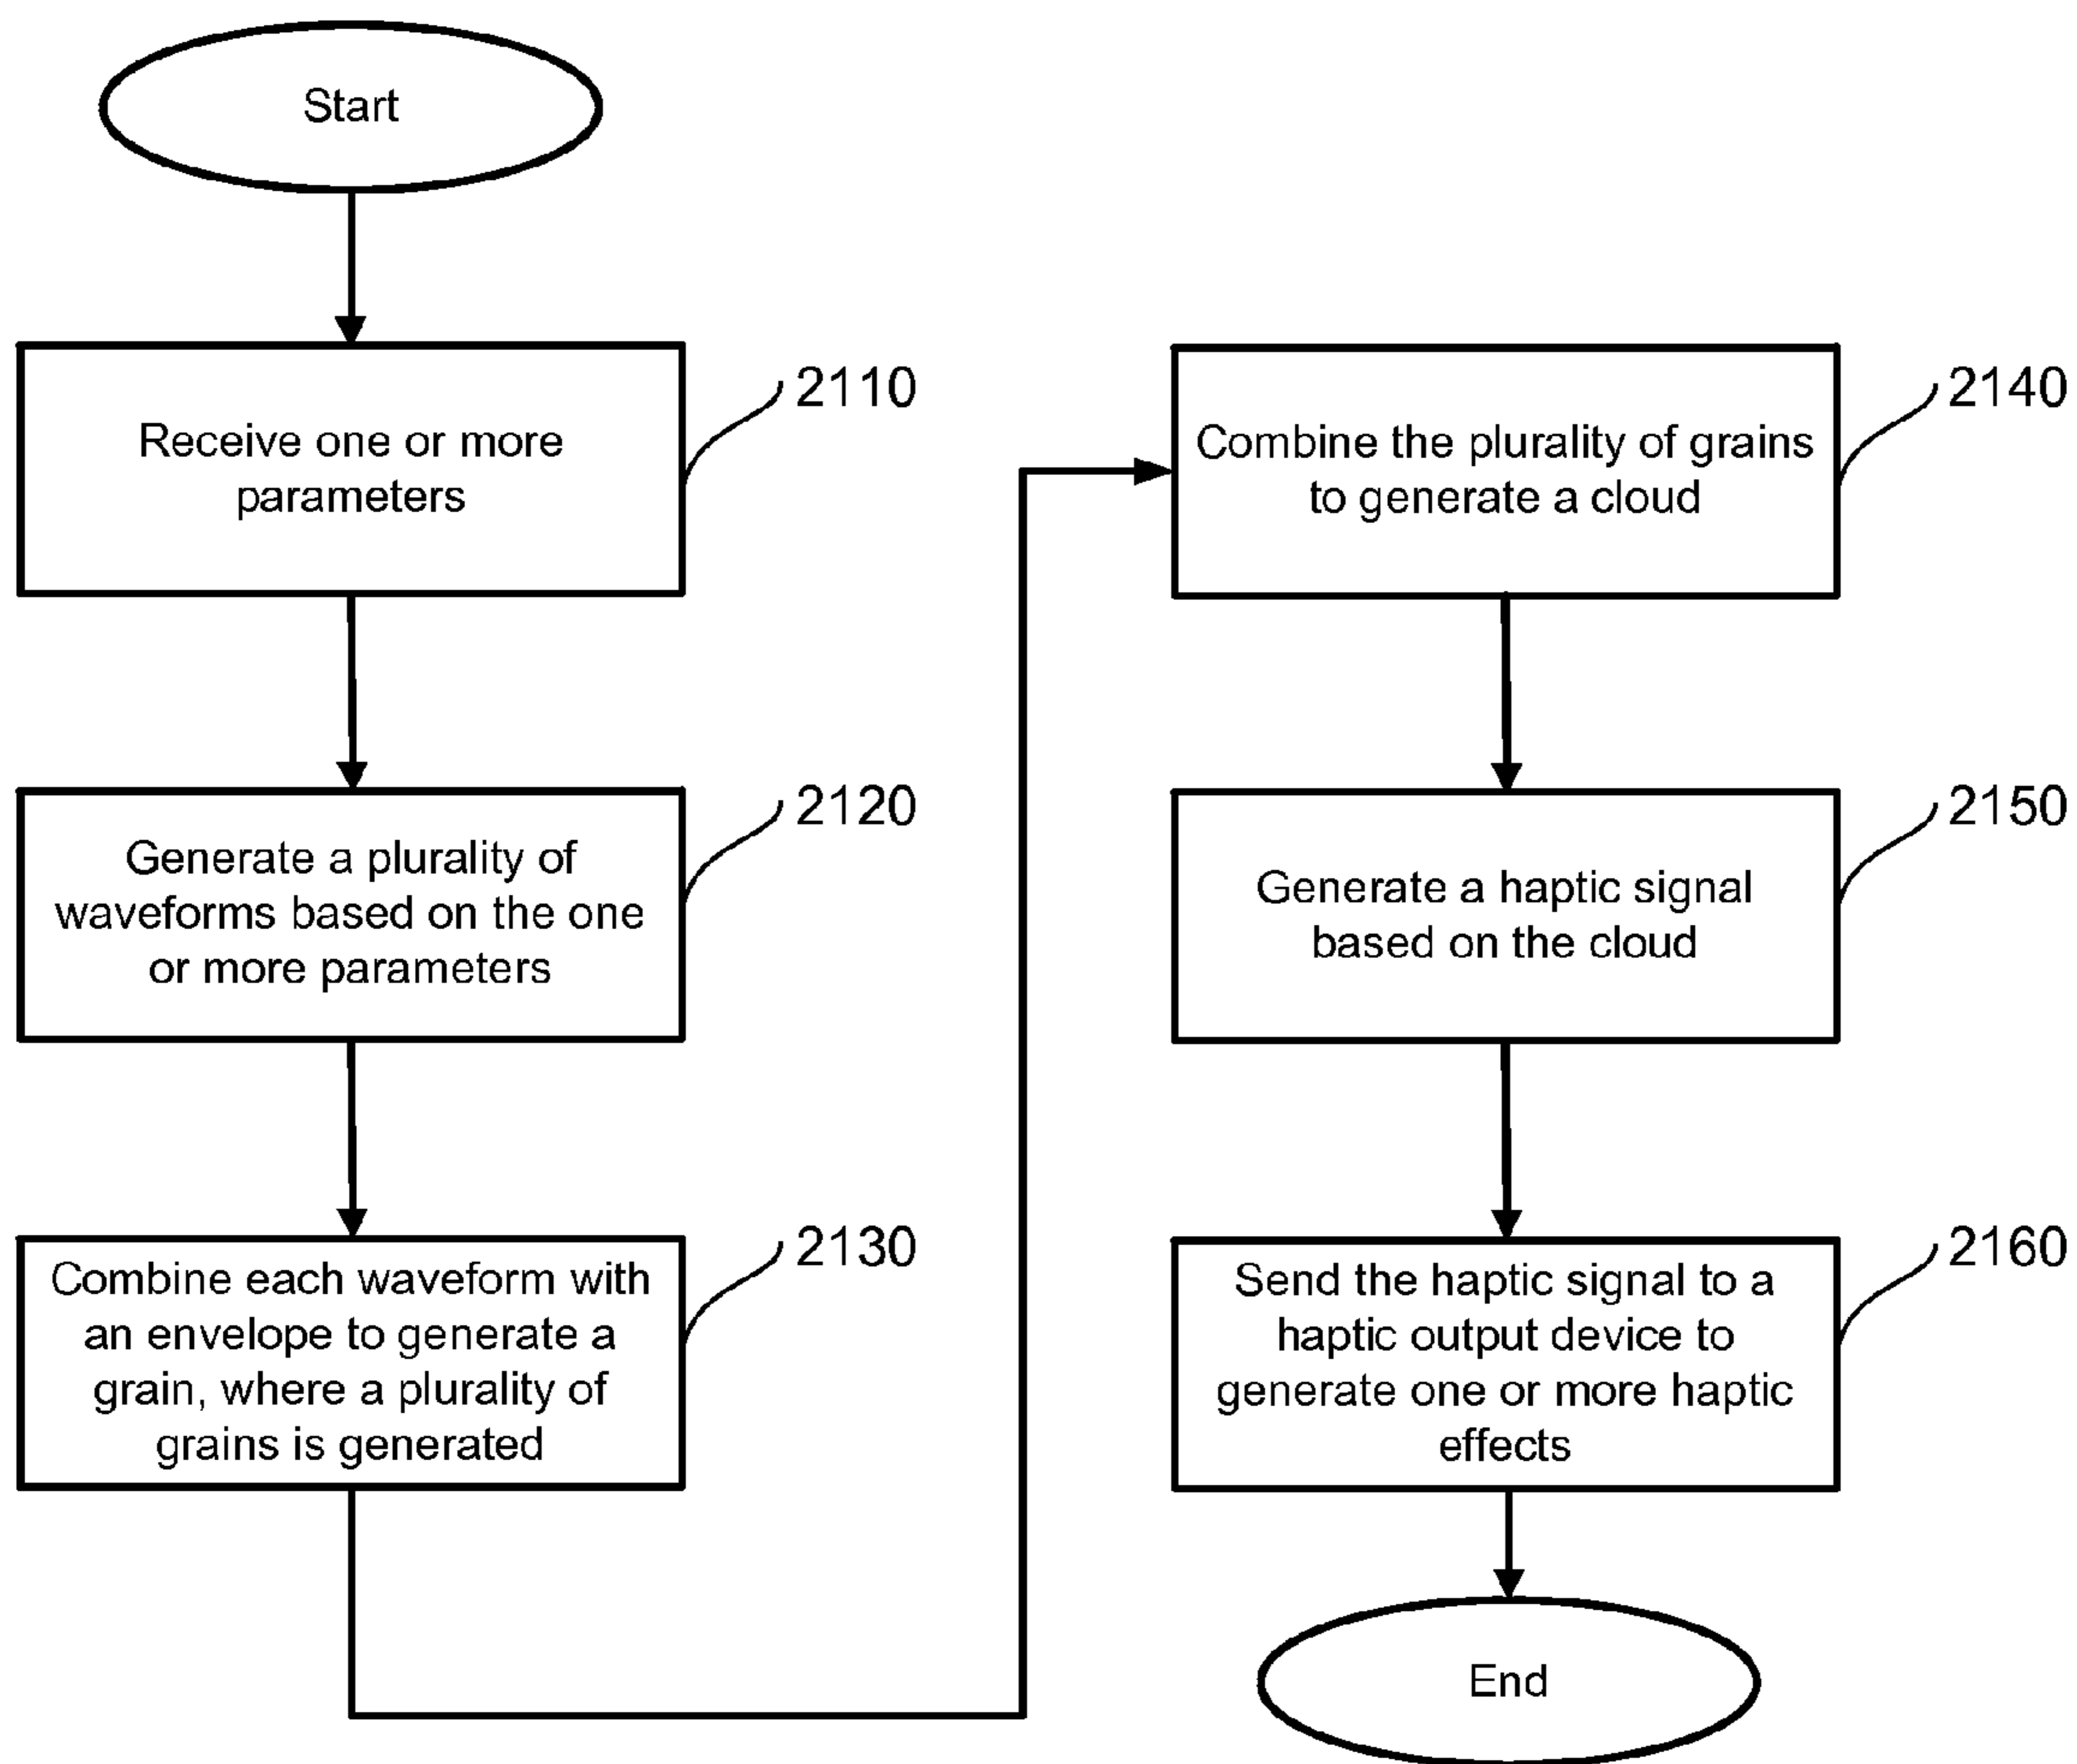 Start
Receive one or more
parameters
2110
Generate a plurality of
waveforms based on the one
or more parameters
2120
Combine each waveform with
an envelope to generate a
grain, where a plurality of
grains is generated
2130
Combine the plurality of grains
to generate a cloud
2140
Generate a haptic signal
based on the cloud
2150
Send the haptic signal to a
haptic output device to
generate one or more haptic
effects
2160
End